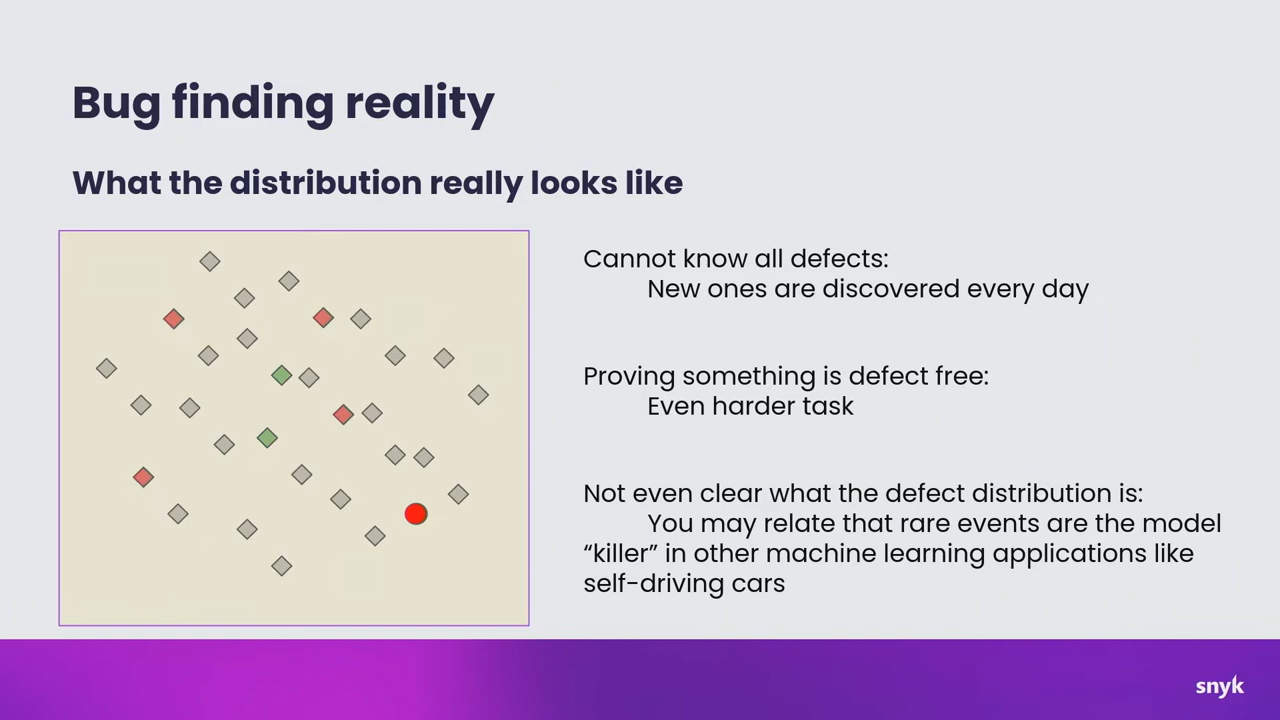 Bug finding reality
What the distribution really looks like
Cannot know all defects:
New ones are discovered every day
Proving something is defect free:
Even harder task
Not even clear what the defect distribution is:
You may relate that rare events are the model
“killer” in other machine learning applications like
self-driving cars
snyk